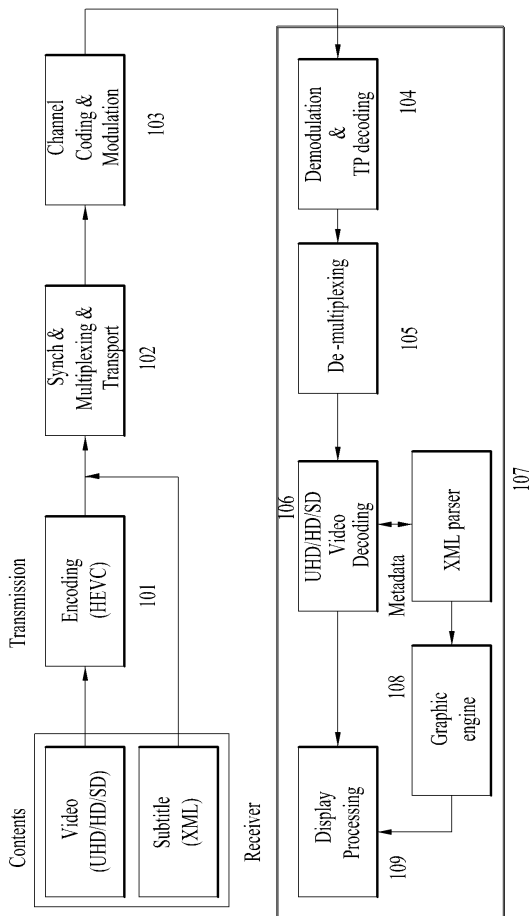 Contents
Transmission
Video
(UHD/HD/SD)
Subtitle
(XML)
Encoding
(HEVC)
101
Synch &
Multiplexing &
Transport
102
Channel
Coding &
Modulation
103
Receiver
Demodulation
&
TP decoding
104
De-multiplexing
105
106
UHD/HD/SD
Video
Decoding
Metadata
XML parser
107
108
Graphic
engine
Display
Processing
109